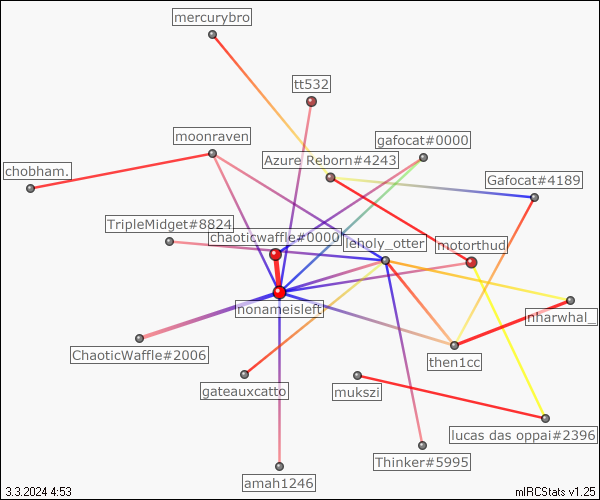 mercurybro
tt532
moonraven
gafocat#0000
Azure Reborn#4243
chobham.
Gafocat#4189
TripleMidget#8824
chaoticwaffle#0000
leholy_otter
motorthud
nonameisleft
nharwhal_
ChaoticWaffle#2006
then1cc
gateauxcatto
mukszi
lucas das oppai#2396
Thinker#5995
amah1246
3.3.2024 4:53
mIRCStats v1.25